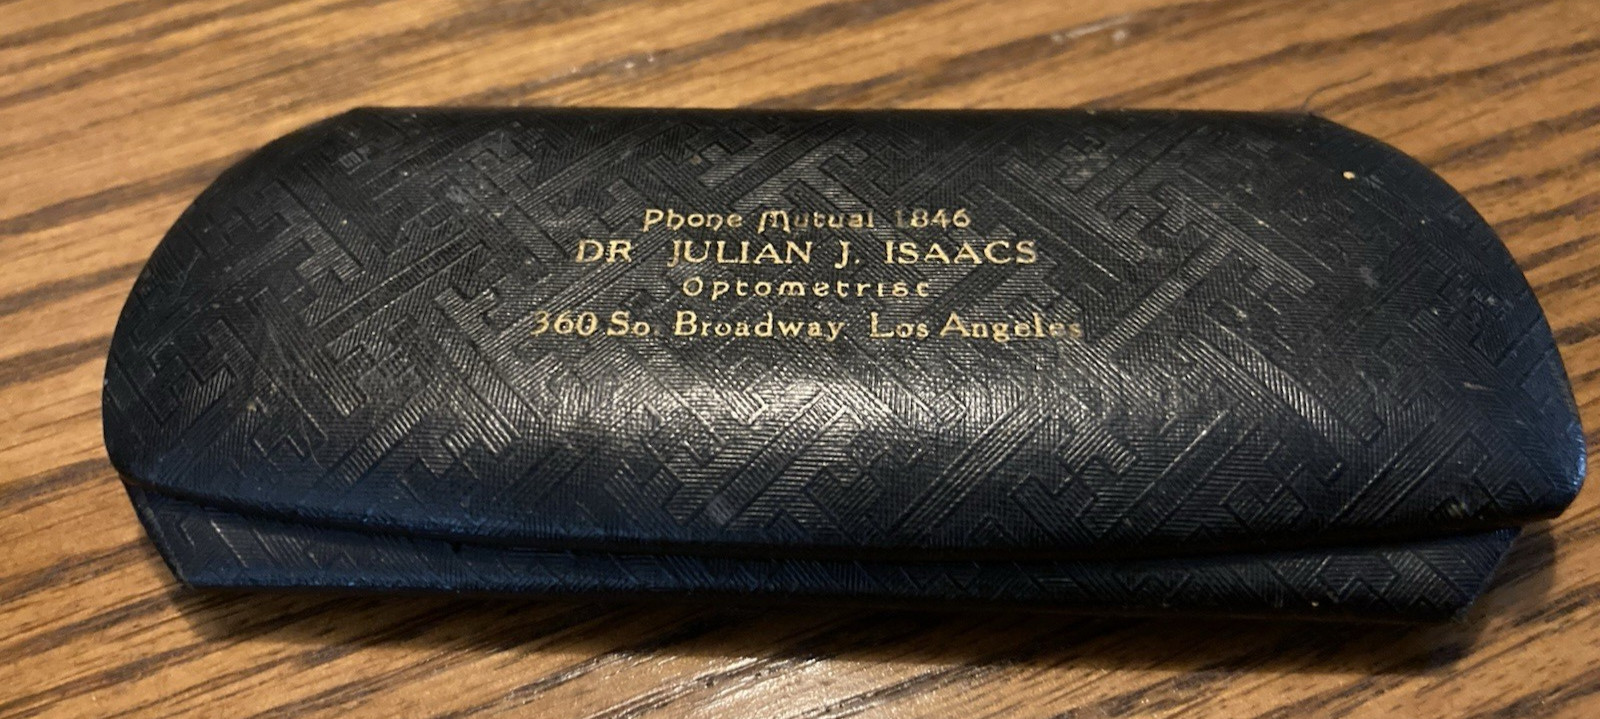 Phone Mutual 1846
DR JULIAN J. ISAACS
Optometrist
360 So. Broadway Los Angeles